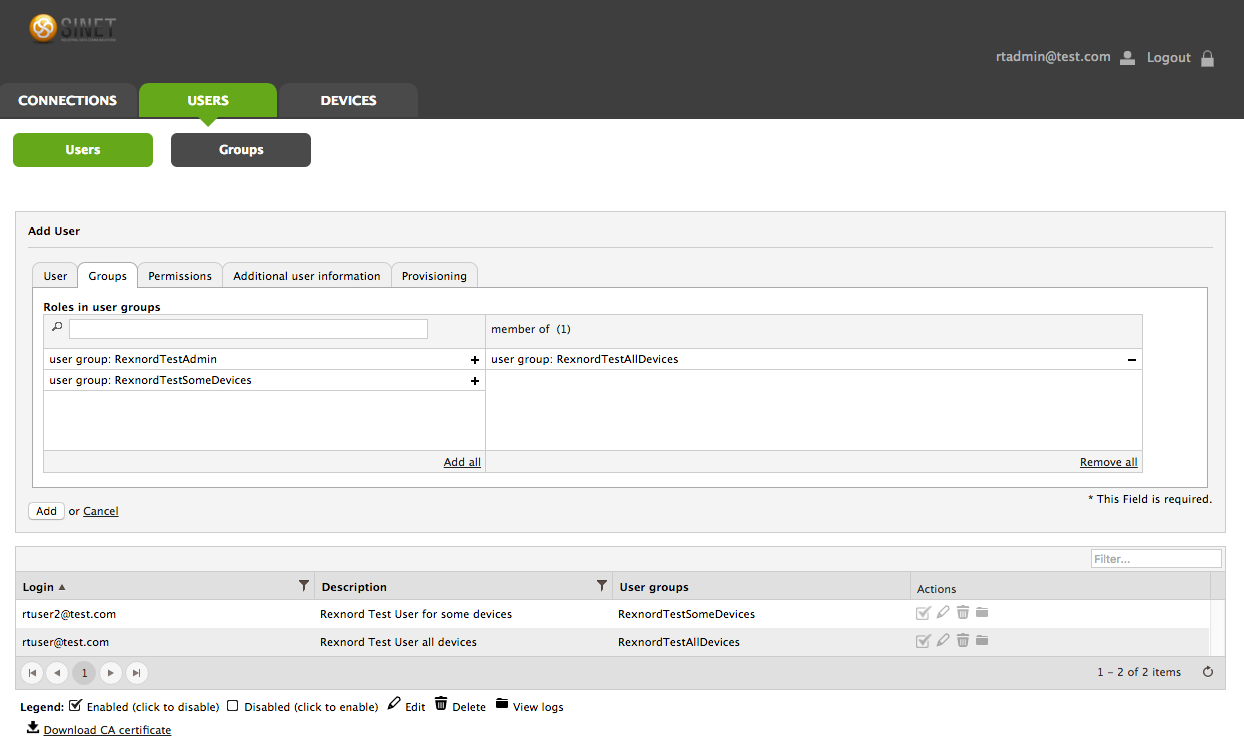 SINET
rtadmin@test.com Logout
CONNECTIONS USERS DEVICES
Users Groups
Add User
User Groups Permissions Additional user information Provisioning
Roles in user groups
member of (1)
user group: RexnordTestAdmin + user group: RexnordTestAllDevices −
user group: RexnordTestSomeDevices +
Add all Remove all
* This Field is required.
Add or Cancel
Filter...
Login Description User groups Actions
rtuser2@test.com Rexnord Test User for some devices RexnordTestSomeDevices
rtuser@test.com Rexnord Test User all devices RexnordTestAllDevices
1 1 - 2 of 2 items
Legend: Enabled (click to disable) Disabled (click to enable) Edit Delete View logs
Download CA certificate